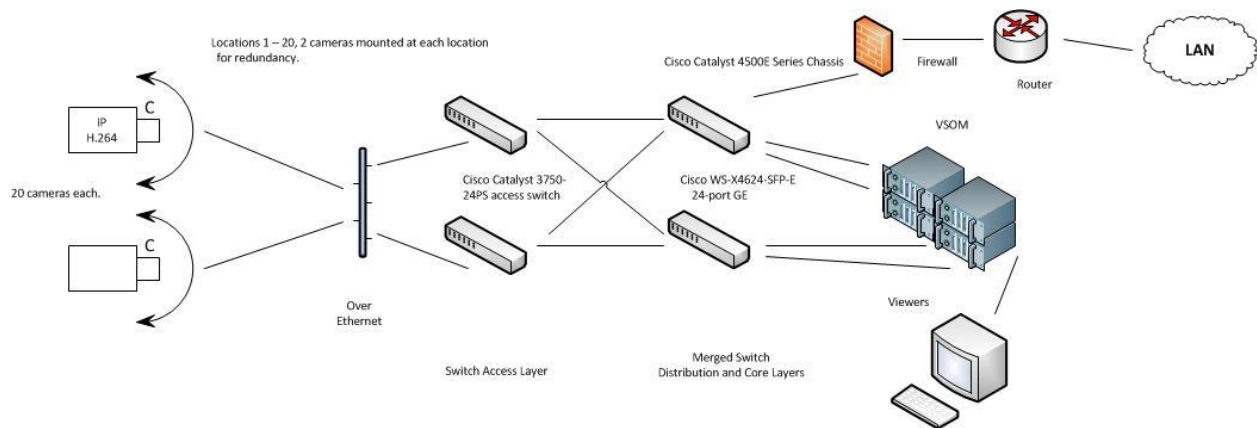 Locations 1 – 20, 2 cameras mounted at each location
for redundancy.
C
IP
H.264
20 cameras each.
C
Over
Ethernet
Cisco Catalyst 3750-
24PS access switch
Switch Access Layer
Cisco Catalyst 4500E Series Chassis
Cisco WS-X4624-SFP-E
24-port GE
Merged Switch
Distribution and Core Layers
Firewall
Router
LAN
VSOM
Viewers